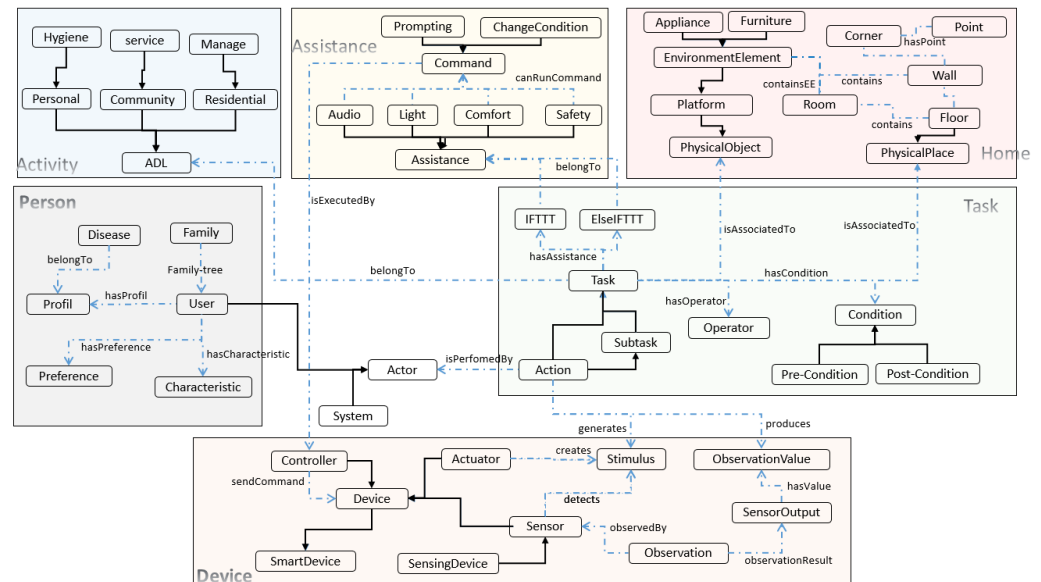 Hygiene
service
Manage
Personal
Community
Residential
ADL
Activity
Prompting
ChangeCondition
Assistance
Command
canRunCommand
Audio
Light
Comfort
Safety
Assistance
belongTo
Appliance
Furniture
Corner
hasPoint
Point
EnvironmentElement
containsEE
contains
Wall
Platform
Room
contains
Floor
PhysicalObject
PhysicalPlace
Home
Person
Disease
Family
belongTo
Family-tree
Profil
hasProfil
User
hasPreference
hasCharacteristic
Preference
Characteristic
isExecutedBy
belongTo
Actor
isPerfomedBy
System
Task
IFTTT
ElseIFTTT
isAssociatedTo
isAssociatedTo
hasAssistance
Task
hasCondition
hasOperator
Operator
Condition
Subtask
Action
Pre-Condition
Post-Condition
generates
produces
Controller
Actuator
creates
Stimulus
ObservationValue
sendCommand
Device
detects
hasValue
SensorOutput
Sensor
observedBy
Observation
observationResult
SmartDevice
SensingDevice
Device